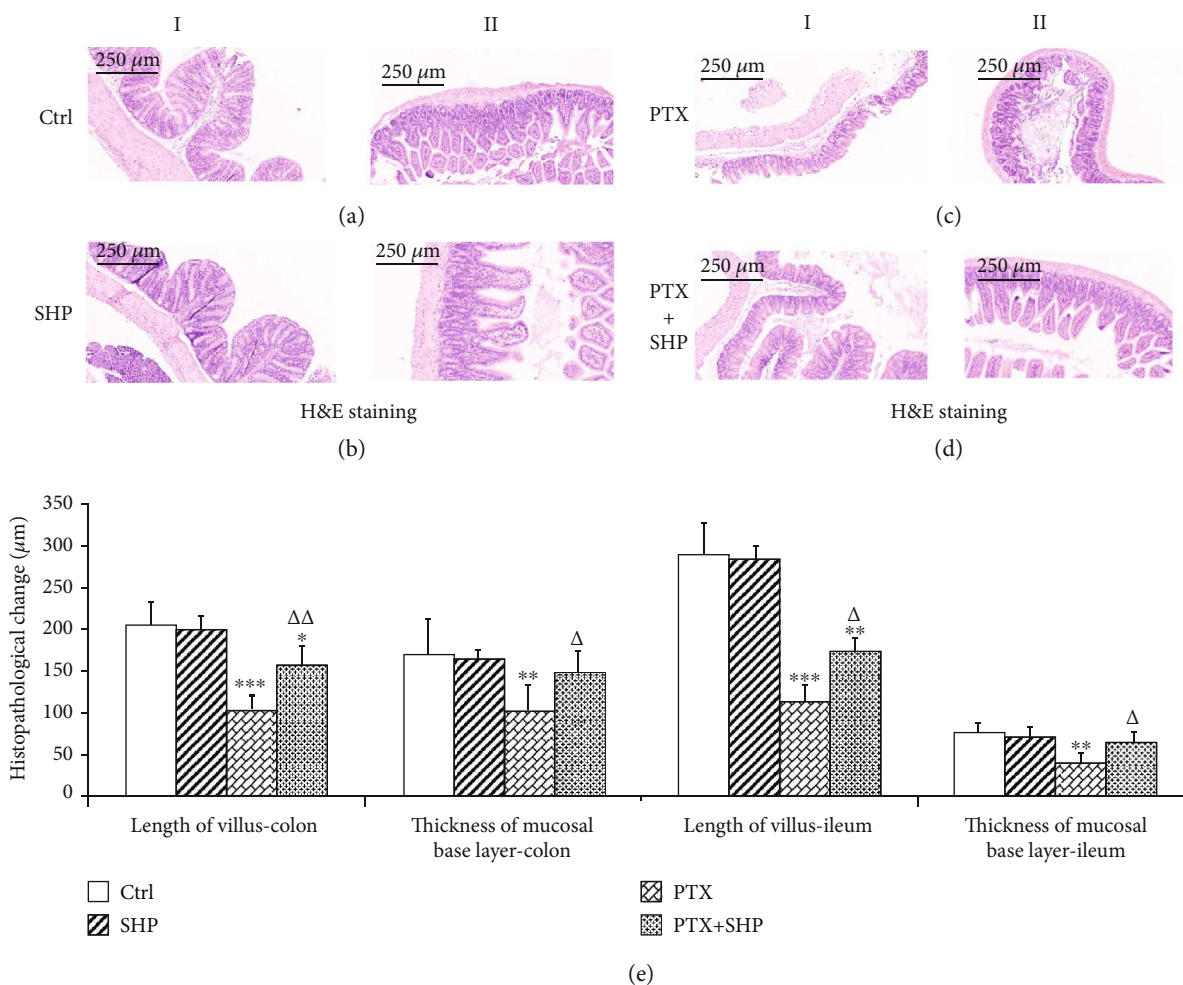 I
II
I
II
Ctrl
250 μm
250 μm
PTX
250 μm
250 μm
(a)
(c)
SHP
250 μm
250 μm
PTX
+
SHP
250 μm
250 μm
H&E staining
H&E staining
(b)
(d)
Histopathological change (μm)
350
300
250
200
150
100
50
0
***
ΔΔ
*
**
Δ
***
Δ
**
**
Δ
Length of villus-colon
Thickness of mucosal
base layer-colon
Length of villus-ileum
Thickness of mucosal
base layer-ileum
Ctrl
SHP
PTX
PTX+SHP
(e)